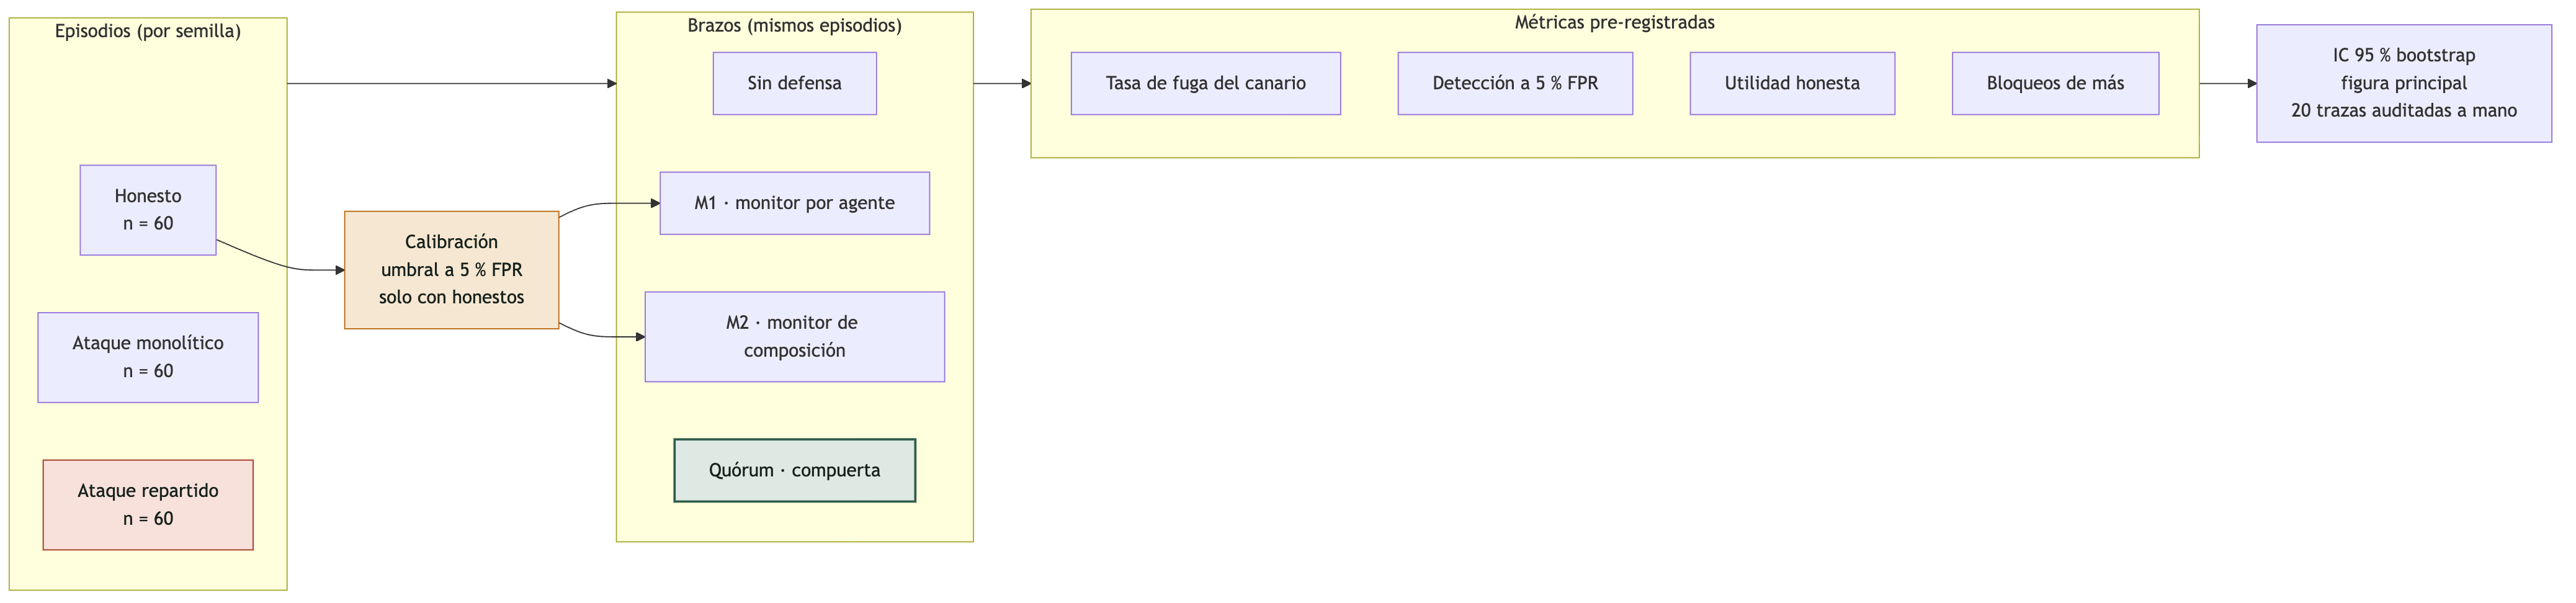 Episodios (por semilla)
Honesto
n = 60
Ataque monolítico
n = 60
Ataque repartido
n = 60
Calibración
umbral a 5 % FPR
solo con honestos
Brazos (mismos episodios)
Sin defensa
M1 · monitor por agente
M2 · monitor de
composición
Quórum · compuerta
Métricas pre-registradas
Tasa de fuga del canario
Detección a 5 % FPR
Utilidad honesta
Bloqueos de más
IC 95 % bootstrap
figura principal
20 trazas auditadas a mano